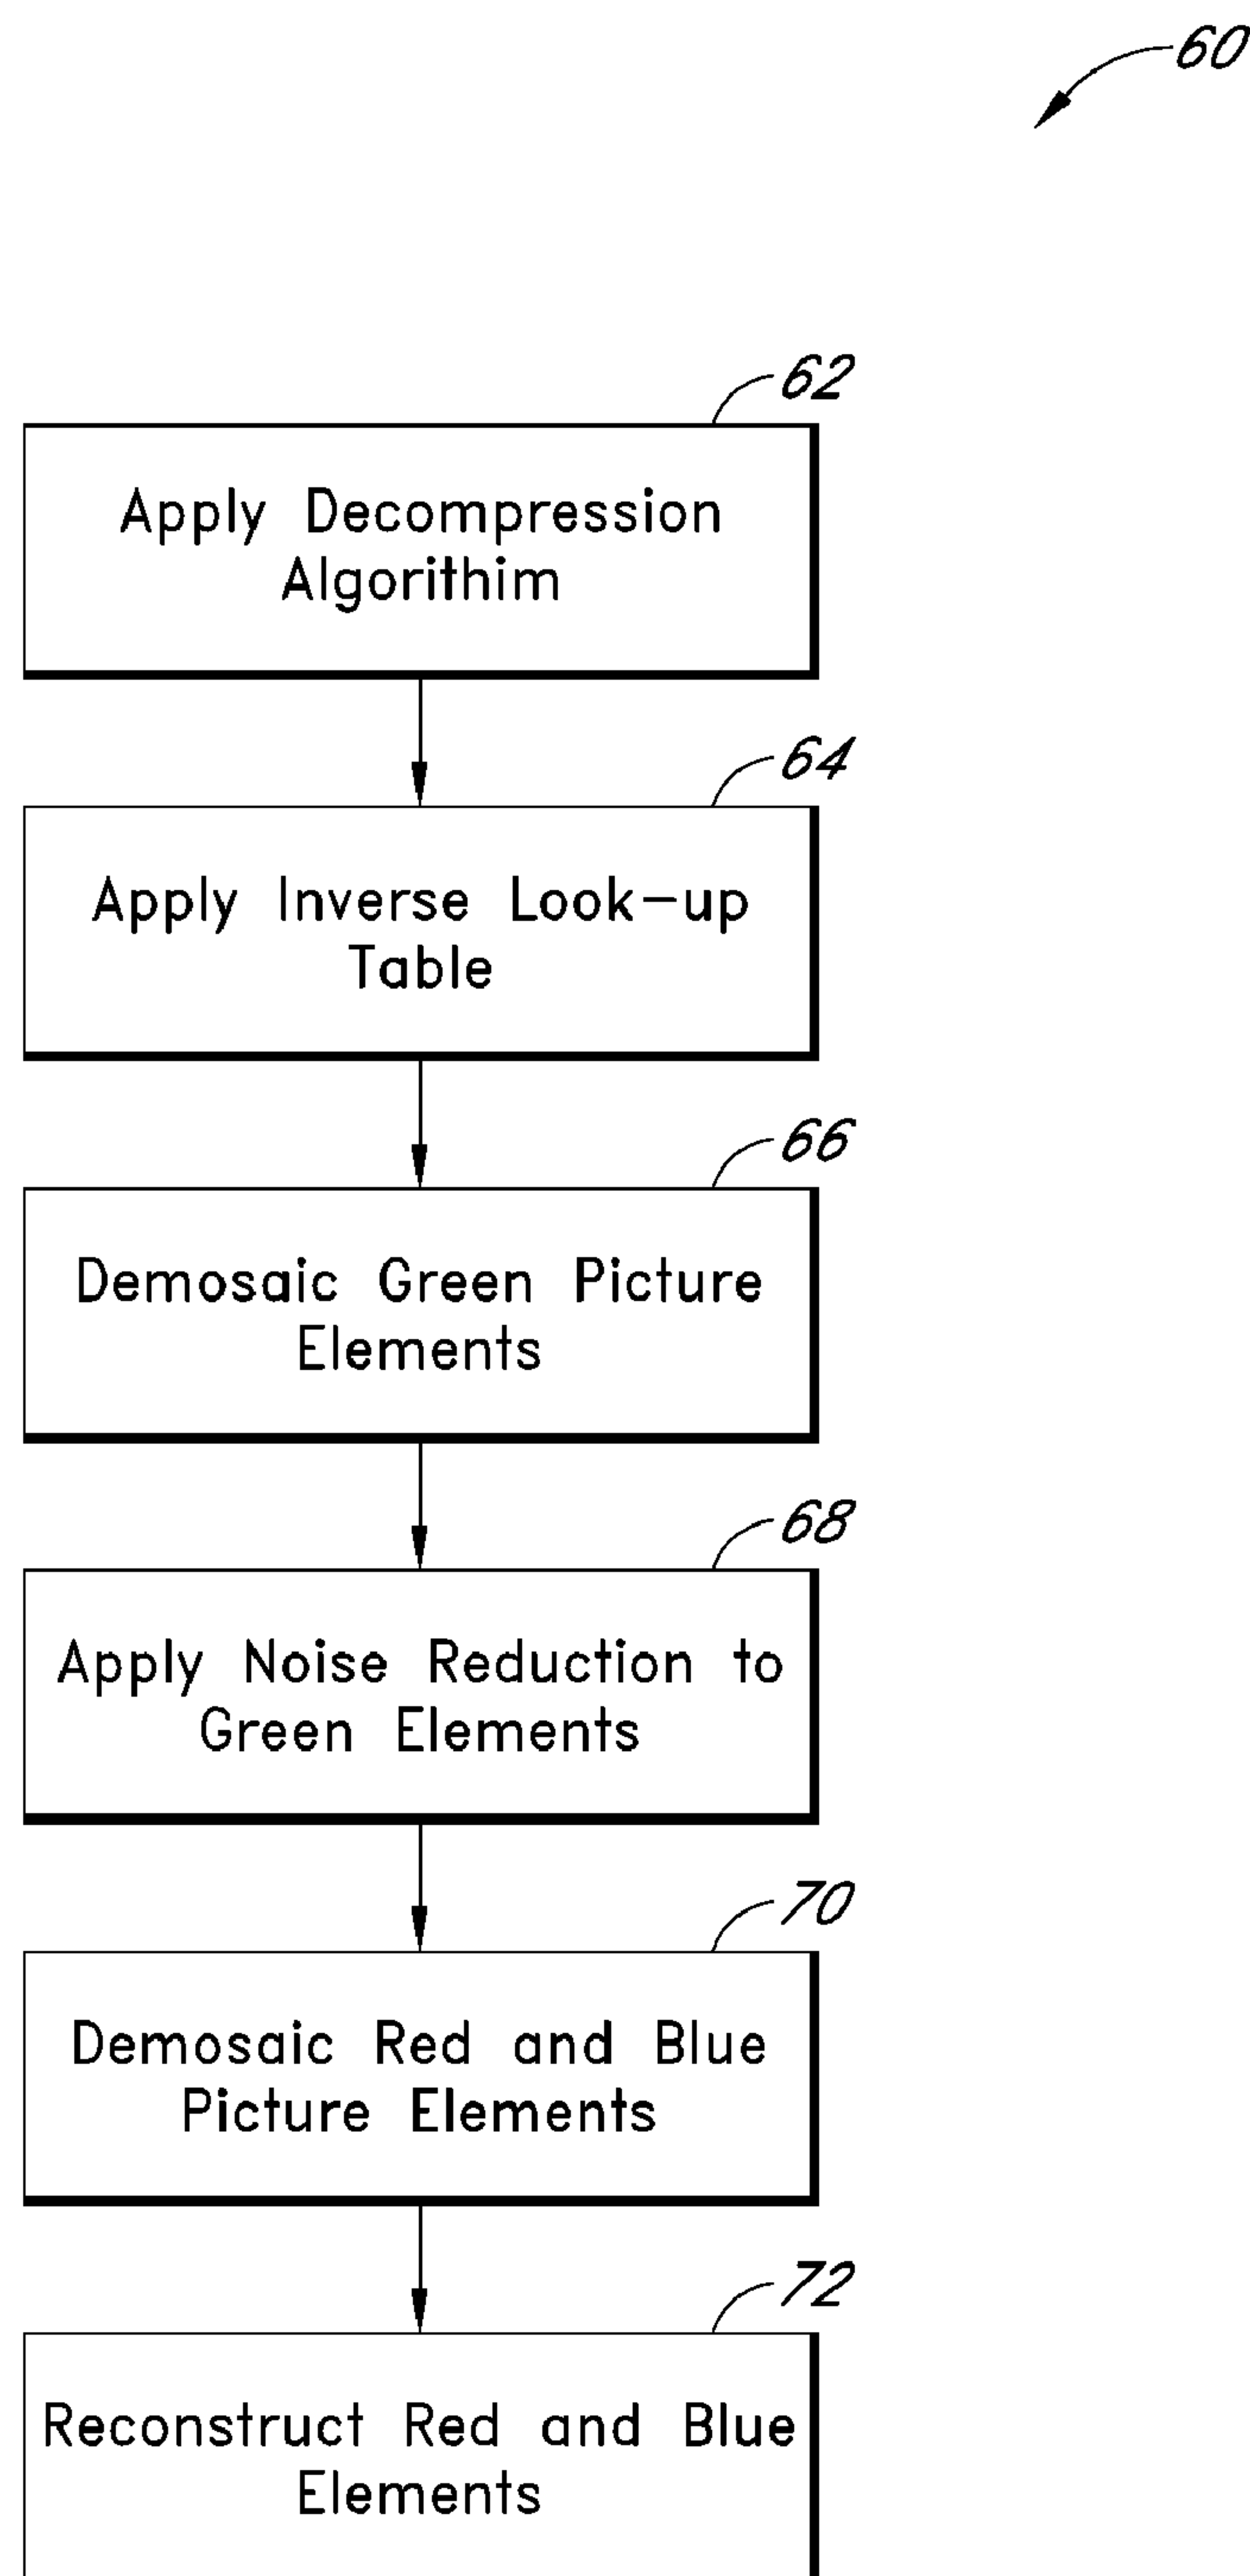 60
62
Apply Decompression
Algorithim
64
Apply Inverse Look-up
Table
66
Demosaic Green Picture
Elements
68
Apply Noise Reduction to
Green Elements
70
Demosaic Red and Blue
Picture Elements
72
Reconstruct Red and Blue
Elements